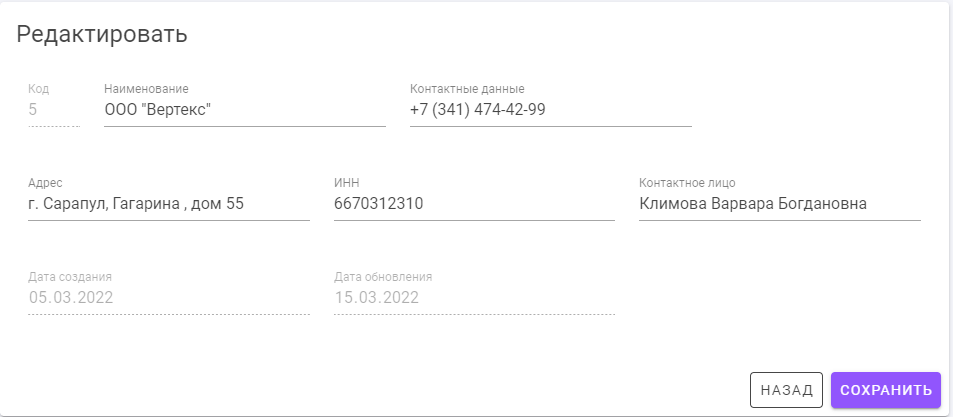 Редактировать
Код Наименование Контактные данные
5 ООО "Вертекс" +7 (341) 474-42-99
Адрес ИНН Контактное лицо
г. Сарапул, Гагарина , дом 55 6670312310 Климова Варвара Богдановна
Дата создания Дата обновления
05.03.2022 15.03.2022
НАЗАД СОХРАНИТЬ